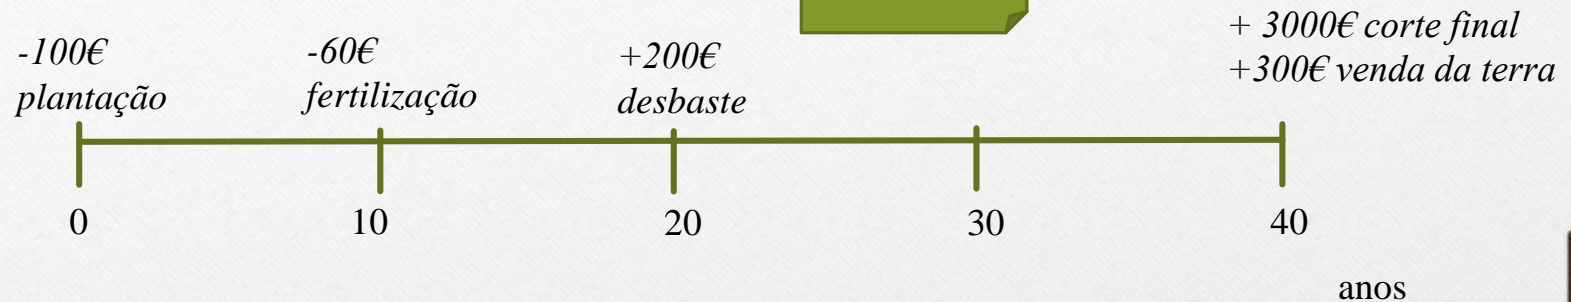 -100€
plantação
-60€
fertilização
+200€
desbaste
+ 3000€ corte final
+300€ venda da terra
0
10
20
30
40
anos